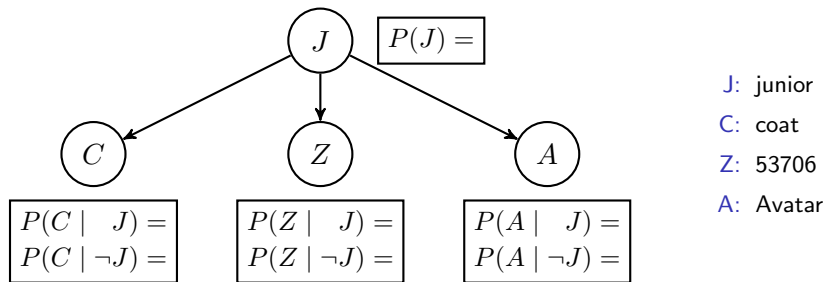 J
P(J) =
J: junior
C: coat
Z: 53706
A: Avatar
C
Z
A
P(C | J) =
P(C | ¬J) =
P(Z | J) =
P(Z | ¬J) =
P(A | J) =
P(A | ¬J) =